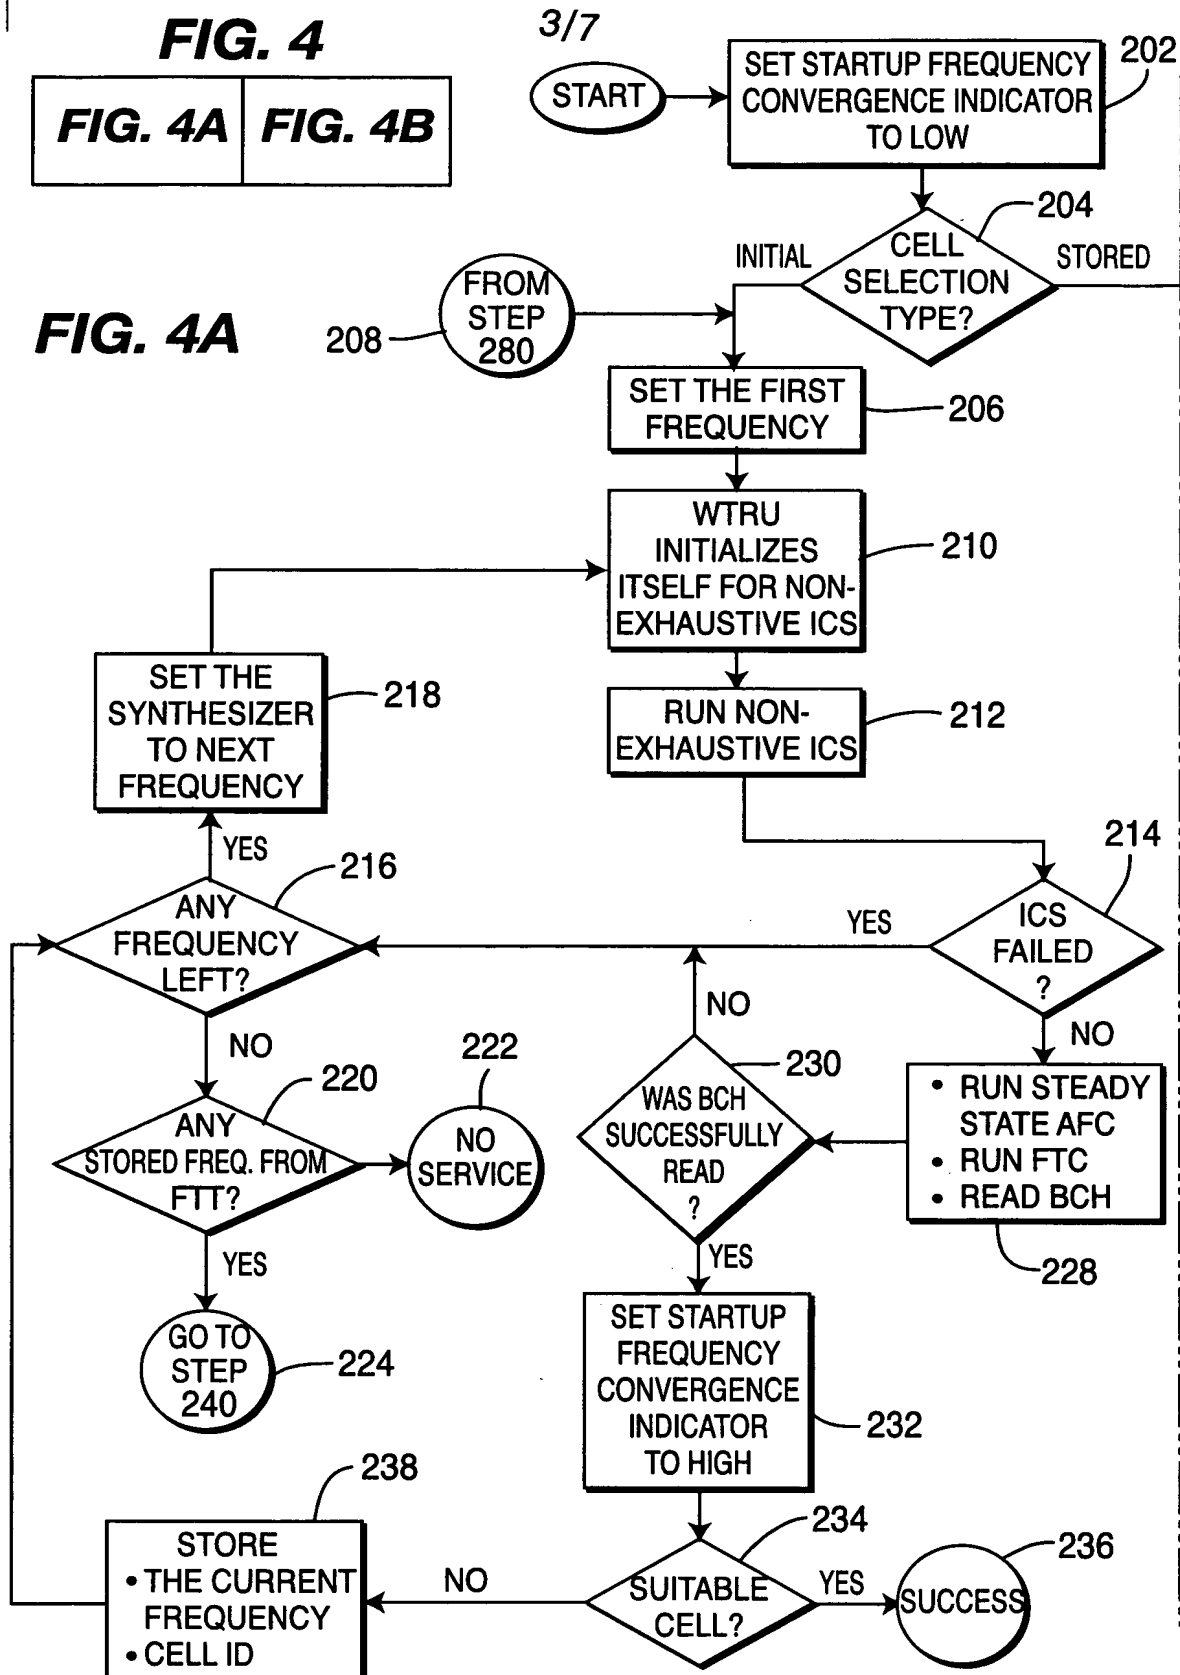 FIG. 4
3/7
FIG. 4A
FIG. 4B
START
SET STARTUP FREQUENCY
CONVERGENCE INDICATOR
TO LOW
202
204
CELL
SELECTION
TYPE?
INITIAL
STORED
FROM
STEP
280
208
FIG. 4A
SET THE FIRST
FREQUENCY
206
WTRU
INITIALIZES
ITSELF FOR NON-
EXHAUSTIVE ICS
210
SET THE
SYNTHESIZER
TO NEXT
FREQUENCY
218
RUN NON-
EXHAUSTIVE ICS
212
214
YES
216
ANY
FREQUENCY
LEFT?
YES
ICS
FAILED
?
NO
NO
NO
222
230
220
ANY
STORED FREQ. FROM
FTT?
NO
SERVICE
WAS BCH
SUCCESSFULLY
READ
?
• RUN STEADY
STATE AFC
• RUN FTC
• READ BCH
228
YES
YES
GO TO
STEP
240
224
SET STARTUP
FREQUENCY
CONVERGENCE
INDICATOR
TO HIGH
232
238
234
236
STORE
• THE CURRENT
FREQUENCY
• CELL ID
NO
SUITABLE
CELL?
YES
SUCCESS